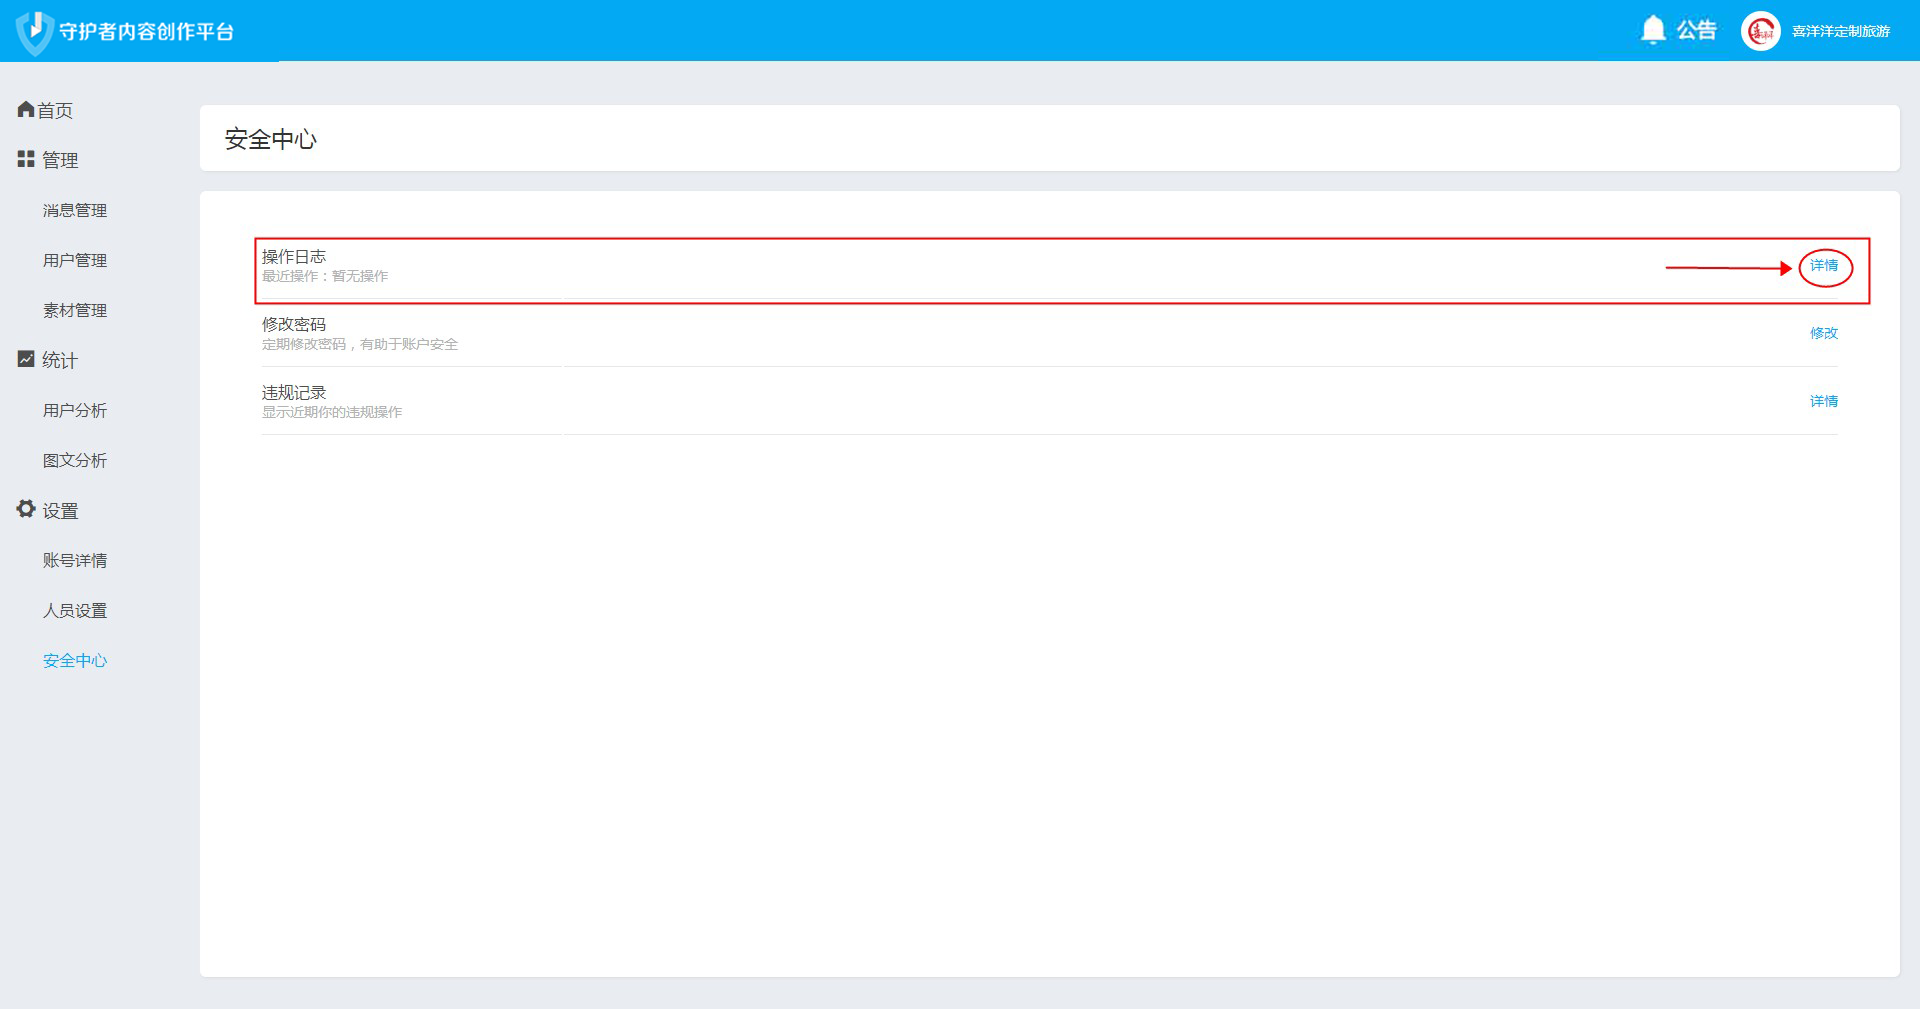 守护者内容创作平台
公告
喜洋洋定制旅游
首页
管理
消息管理
用户管理
素材管理
统计
用户分析
图文分析
设置
账号详情
人员设置
安全中心
安全中心
操作日志
最近操作：暂无操作
详情
修改密码
定期修改密码，有助于账户安全
修改
违规记录
显示近期你的违规操作
详情